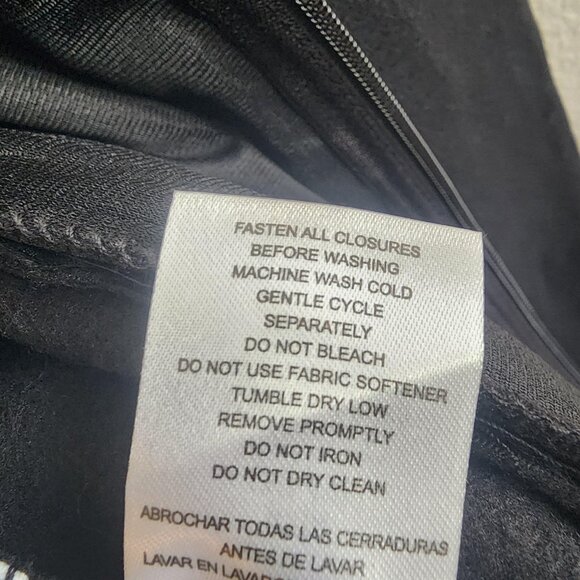 FASTEN ALL CLOSURES
BEFORE WASHING
MACHINE WASH COLD
GENTLE CYCLE
SEPARATELY
DO NOT BLEACH
DO NOT USE FABRIC SOFTENER
TUMBLE DRY LOW
REMOVE PROMPTLY
DO NOT IRON
DO NOT DRY CLEAN
ABROCHAR TODAS LAS CERRADURAS
ANTES DE LAVAR
LAVAR EN